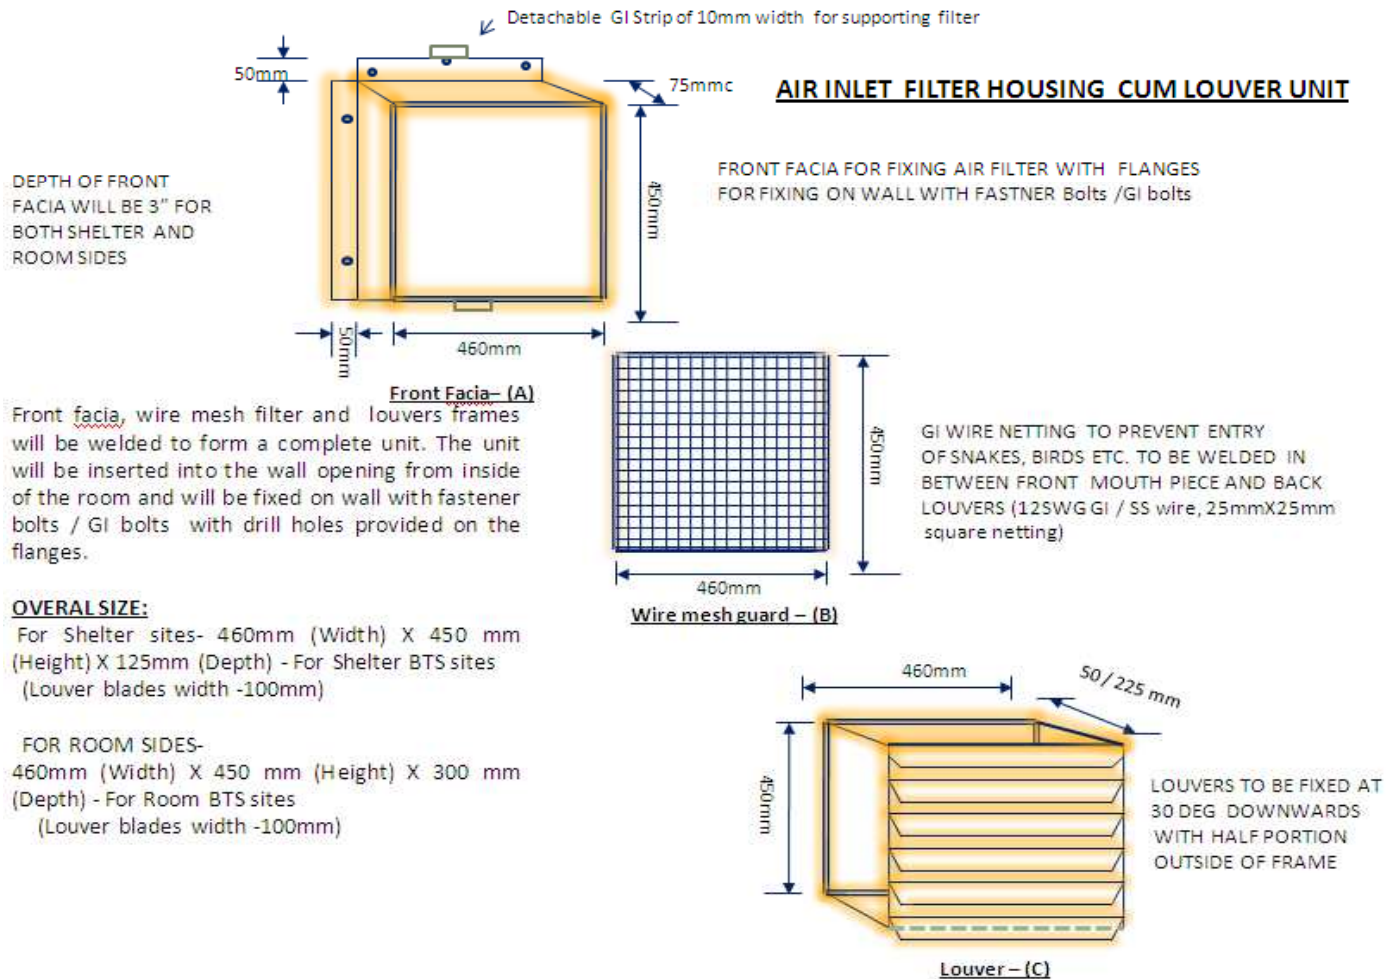 Detachable GI Strip of 10mm width for supporting filter
50mm
75mmc
AIR INLET FILTER HOUSING CUM LOUVER UNIT
DEPTH OF FRONT
FACIA WILL BE 3" FOR
BOTH SHELTER AND
ROOM SIDES
450mm
FRONT FACIA FOR FIXING AIR FILTER WITH FLANGES
FOR FIXING ON WALL WITH FASTNER Bolts /GI bolts
50mm
460mm
Front Facia– (A)
Front facia, wire mesh filter and louvers frames
will be welded to form a complete unit. The unit
will be inserted into the wall opening from inside
of the room and will be fixed on wall with fastener
bolts / GI bolts with drill holes provided on the
flanges.
450mm
GI WIRE NETTING TO PREVENT ENTRY
OF SNAKES, BIRDS ETC. TO BE WELDED IN
BETWEEN FRONT MOUTH PIECE AND BACK
LOUVERS (12SWG GI / SS wire, 25mmX25mm
square netting)
460mm
Wire mesh guard – (B)
OVERAL SIZE:
For Shelter sites- 460mm (Width) X 450 mm
(Height) X 125mm (Depth) - For Shelter BTS sites
(Louver blades width -100mm)
FOR ROOM SIDES-
460mm (Width) X 450 mm (Height) X 300 mm
(Depth) - For Room BTS sites
(Louver blades width -100mm)
460mm
50 / 225 mm
450mm
LOUVERS TO BE FIXED AT
30 DEG DOWNWARDS
WITH HALF PORTION
OUTSIDE OF FRAME
Louver – (C)